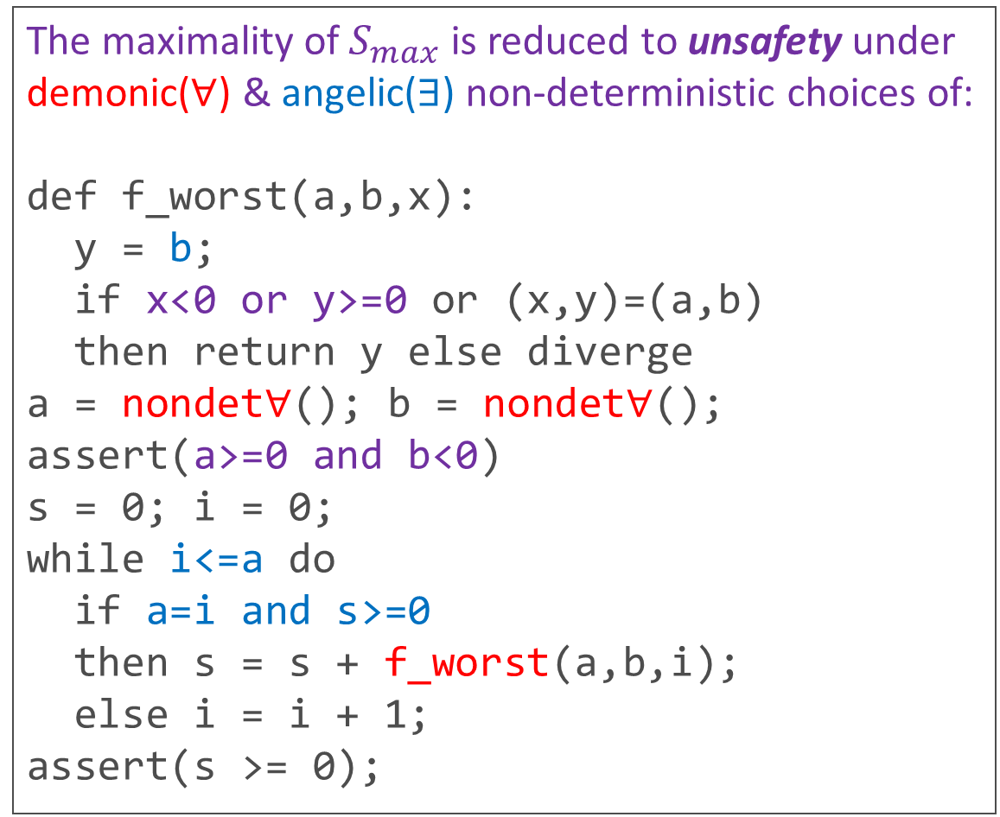 The maximality of S_max is reduced to unsafety under
demonic(∀) & angelic(∃) non-deterministic choices of:
def f_worst(a,b,x):
  y = b;
  if x<0 or y>=0 or (x,y)=(a,b)
  then return y else diverge
a = nondet∀(); b = nondet∀();
assert(a>=0 and b<0)
s = 0; i = 0;
while i<=a do
  if a=i and s>=0
  then s = s + f_worst(a,b,i);
  else i = i + 1;
assert(s >= 0);